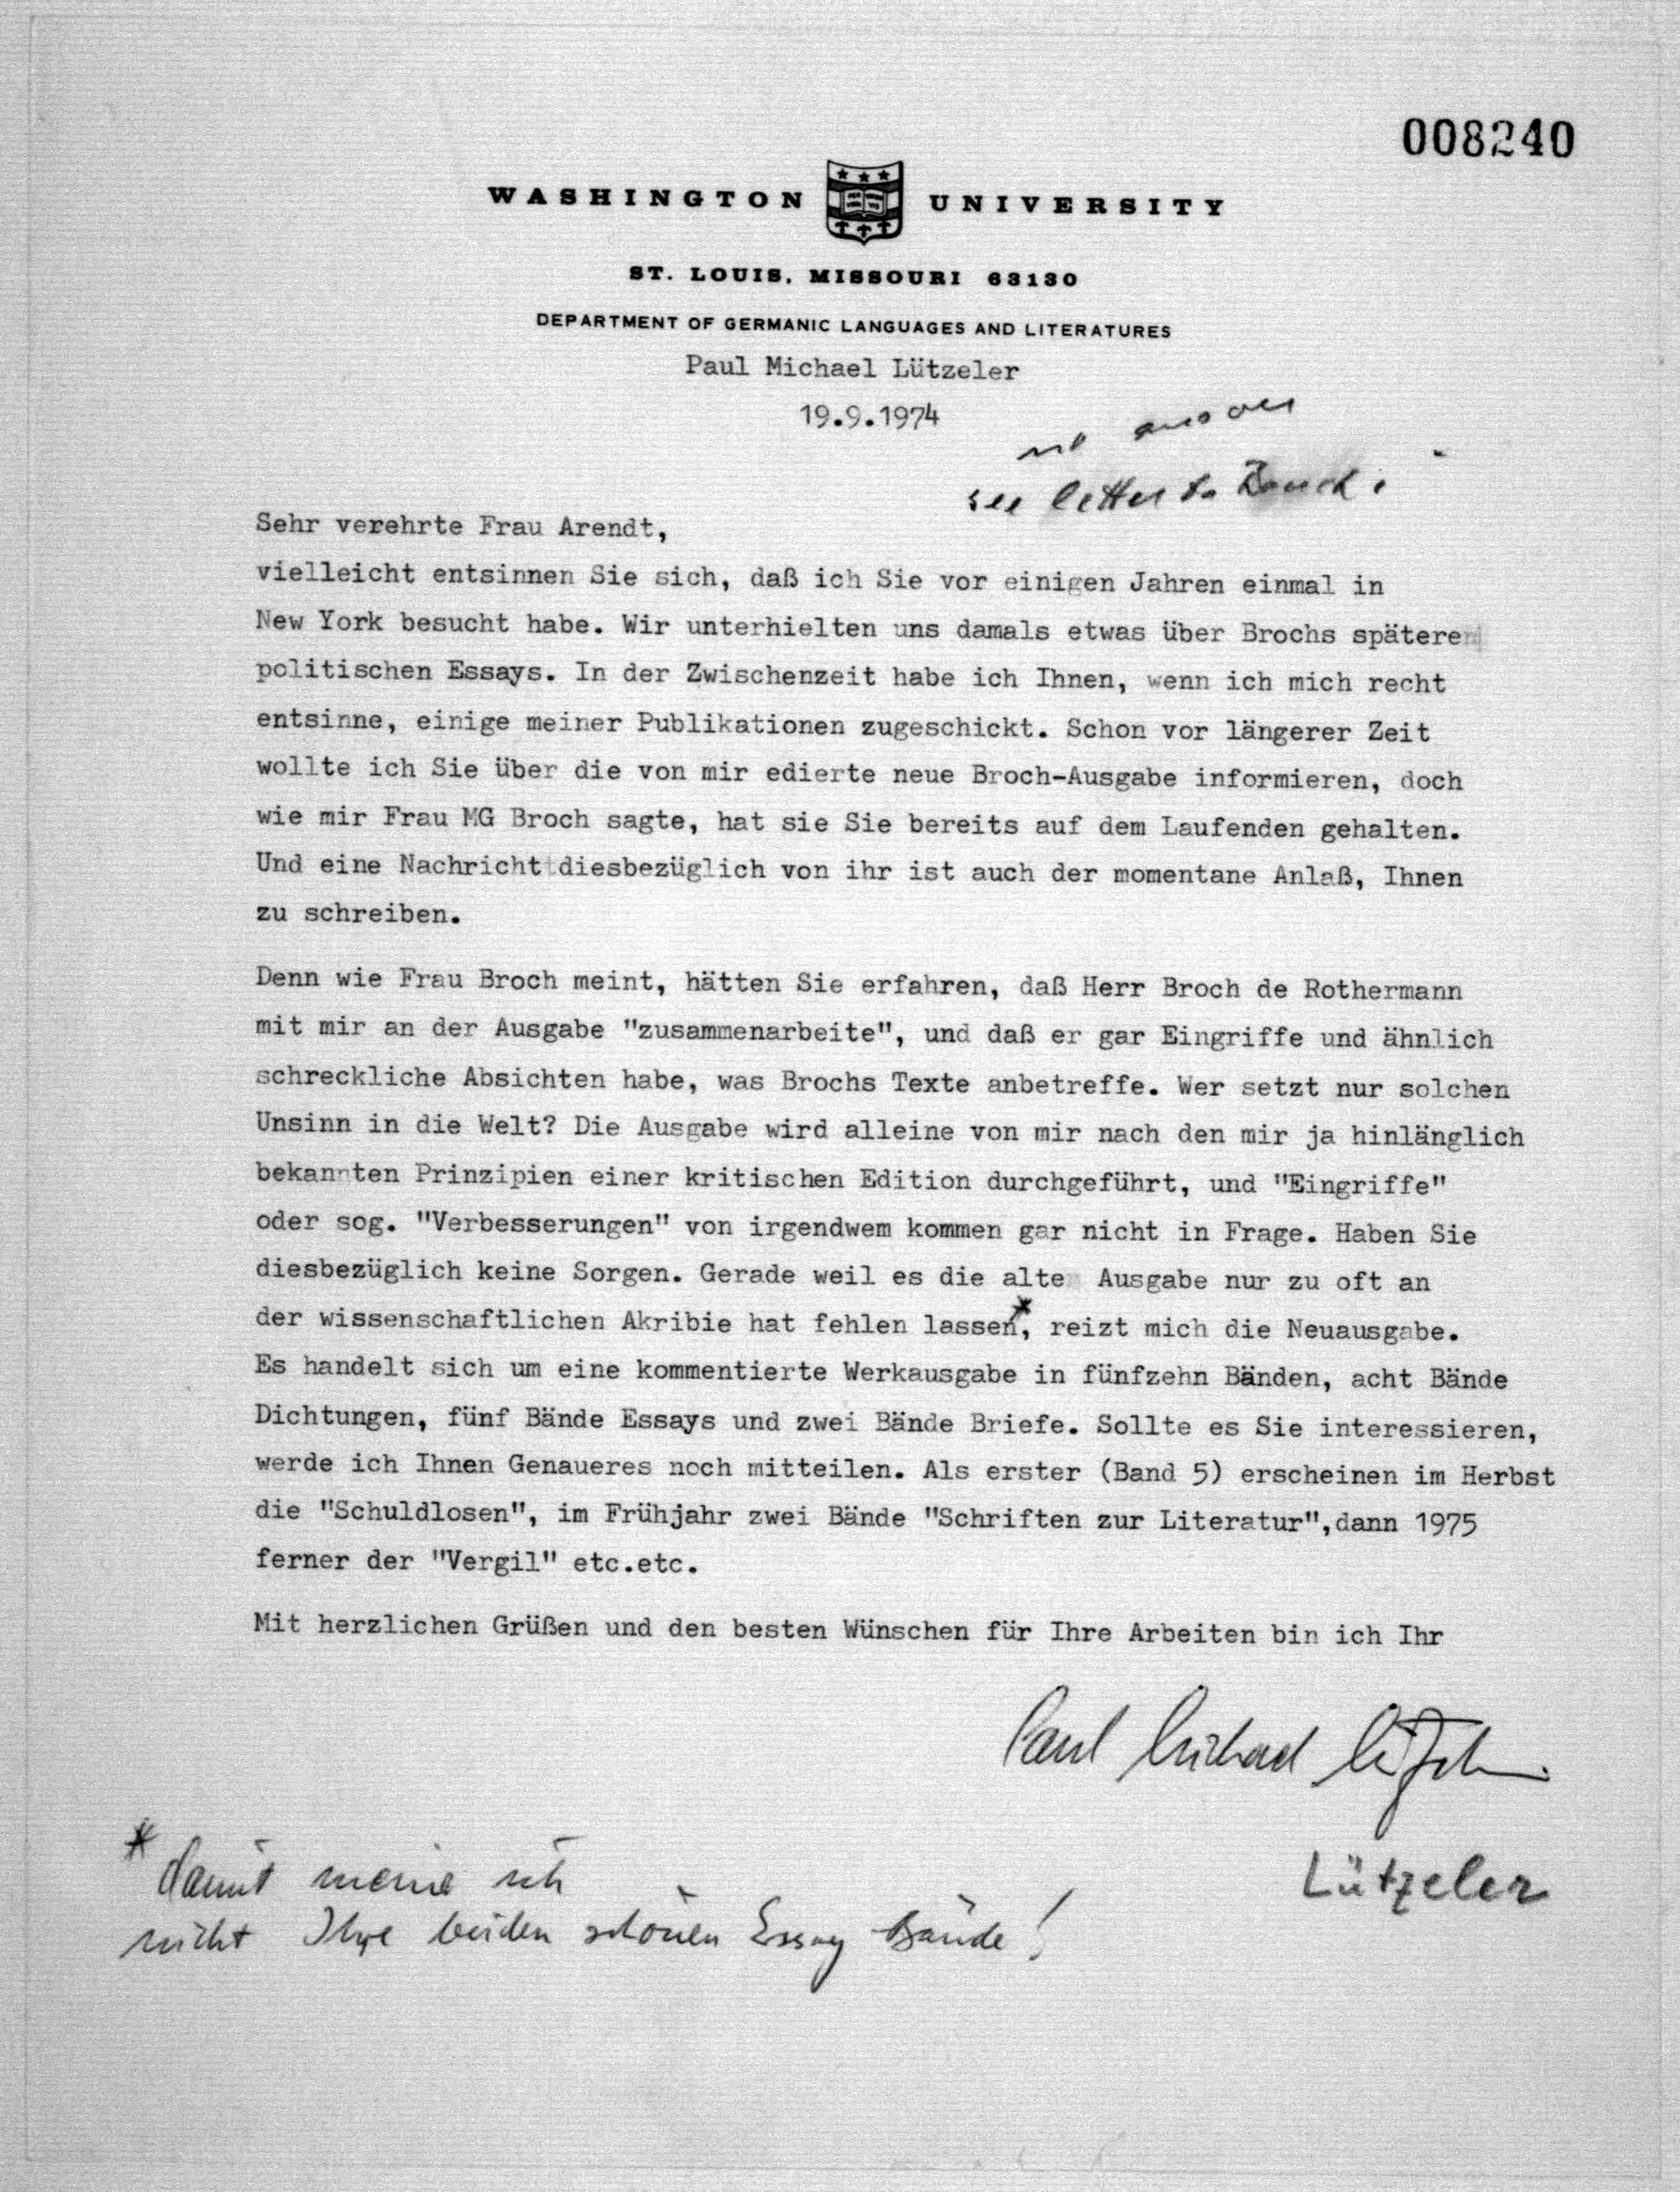 008240
WASHINGTON UNIVERSITY
ST. LOUIS, MISSOURI 63130
DEPARTMENT OF GERMANIC LANGUAGES AND LITERATURES
Paul Michael Lützeler
19.9.1974
see letter to
Sehr verehrte Frau Arendt,
vielleicht entsinnen Sie sich, daß ich Sie vor einigen Jahren einmal in
New York besucht habe. Wir unterhielten uns damals etwas über Brochs spätere
politischen Essays. In der Zwischenzeit habe ich Ihnen, wenn ich mich recht
entsinne, einige meiner Publikationen zugeschickt. Schon vor längerer Zeit
wollte ich Sie über die von mir edierte neue Broch-Ausgabe informieren, doch
wie mir Frau MG Broch sagte, hat sie Sie bereits auf dem Laufenden gehalten.
Und eine Nachricht diesbezüglich von ihr ist auch der momentane Anlaß, Ihnen
zu schreiben.
Denn wie Frau Broch meint, hätten Sie erfahren, daß Herr Broch de Rothermann
mit mir an der Ausgabe "zusammenarbeite", und daß er gar Eingriffe und ähnlich
schreckliche Absichten habe, was Brochs Texte anbetreffe. Wer setzt nur solchen
Unsinn in die Welt? Die Ausgabe wird alleine von mir nach den mir ja hinlänglich
bekannten Prinzipien einer kritischen Edition durchgeführt, und "Eingriffe"
oder sog. "Verbesserungen" von irgendwem kommen gar nicht in Frage. Haben Sie
diesbezüglich keine Sorgen. Gerade weil es die alte Ausgabe nur zu oft an
der wissenschaftlichen Akribie hat fehlen lassen*, reizt mich die Neuausgabe.
Es handelt sich um eine kommentierte Werkausgabe in fünfzehn Bänden, acht Bände
Dichtungen, fünf Bände Essays und zwei Bände Briefe. Sollte es Sie interessieren,
werde ich Ihnen Genaueres noch mitteilen. Als erster (Band 5) erscheinen im Herbst
die "Schuldlosen", im Frühjahr zwei Bände "Schriften zur Literatur",dann 1975
ferner der "Vergil" etc.etc.
Mit herzlichen Grüßen und den besten Wünschen für Ihre Arbeiten bin ich Ihr
Paul Michael Lützeler
Lützeler
* damit meine ich
nicht Ihre beiden schönen Essay Bände!